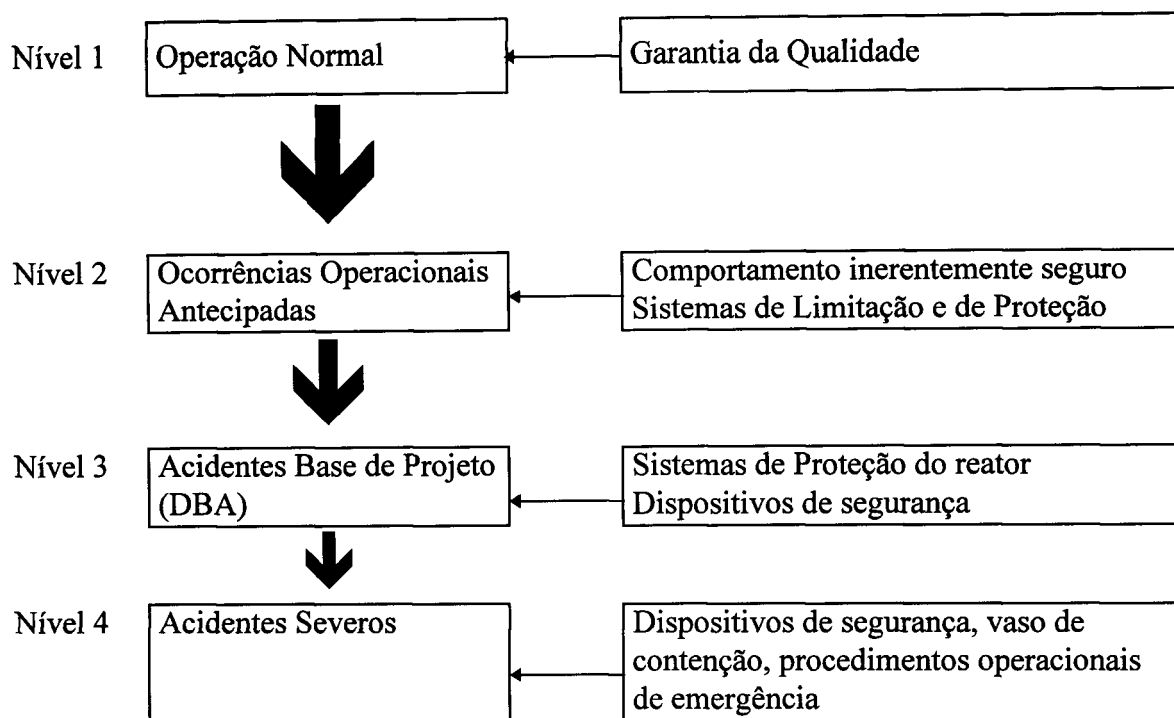 Nível 1
Operação Normal
Garantia da Qualidade
Nível 2
Ocorrências Operacionais
Antecipadas
Comportamento inerentemente seguro
Sistemas de Limitação e de Proteção
Nível 3
Acidentes Base de Projeto
(DBA)
Sistemas de Proteção do reator
Dispositivos de segurança
Nível 4
Acidentes Severos
Dispositivos de segurança, vaso de
contenção, procedimentos operacionais
de emergência